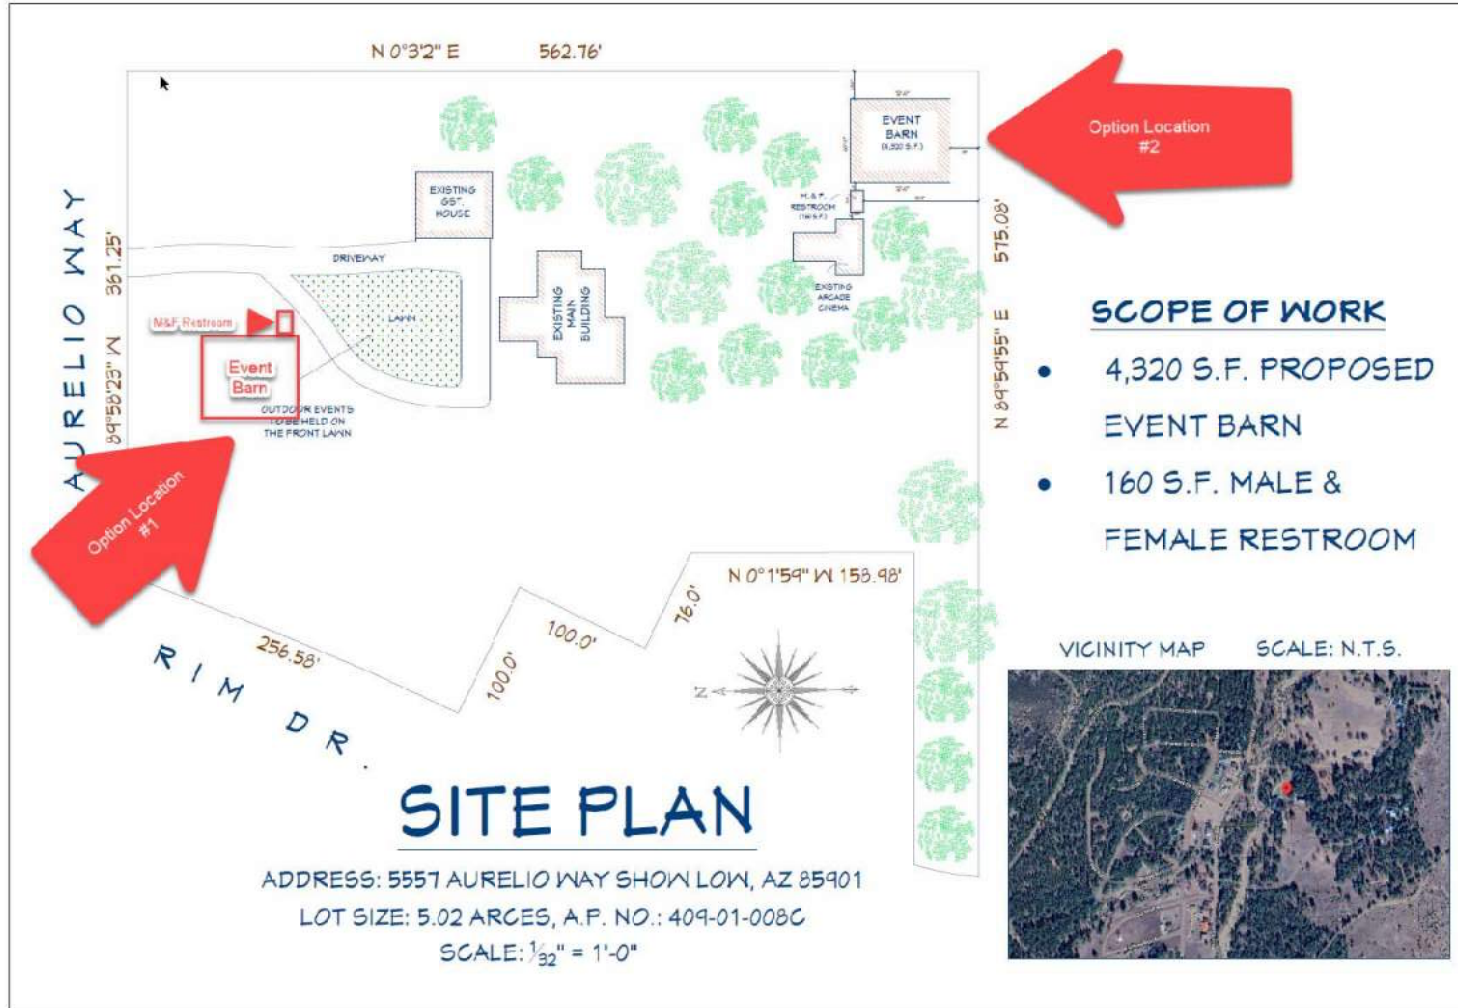 N 0°3'2" E 562.76'
Option Location
#2
EVENT
BARN
(4,320 S.F.)
EXISTING
GST.
HOUSE
M. & F.
RESTROOM
(160 S.F.)
AURELIO WAY
361.25'
89°58'23" W
DRIVEWAY
LAWN
EXISTING
MAIN
BUILDING
EXISTING
ARCADE
CINEMA
575.08'
N 89°59'55" E
M&F Restroom
Event
Barn
OUTDOOR EVENTS
TO BE HELD ON
THE FRONT LAWN
Option Location
#1
SCOPE OF WORK
• 4,320 S.F. PROPOSED
EVENT BARN
• 160 S.F. MALE &
FEMALE RESTROOM
N 0°1'59" W 158.98'
76.0'
100.0'
100.0'
256.58'
RIM DR.
N
VICINITY MAP SCALE: N.T.S.
SITE PLAN
ADDRESS: 5557 AURELIO WAY SHOW LOW, AZ 85901
LOT SIZE: 5.02 ARCES, A.P. NO.: 409-01-008C
SCALE: 1/32" = 1'-0"